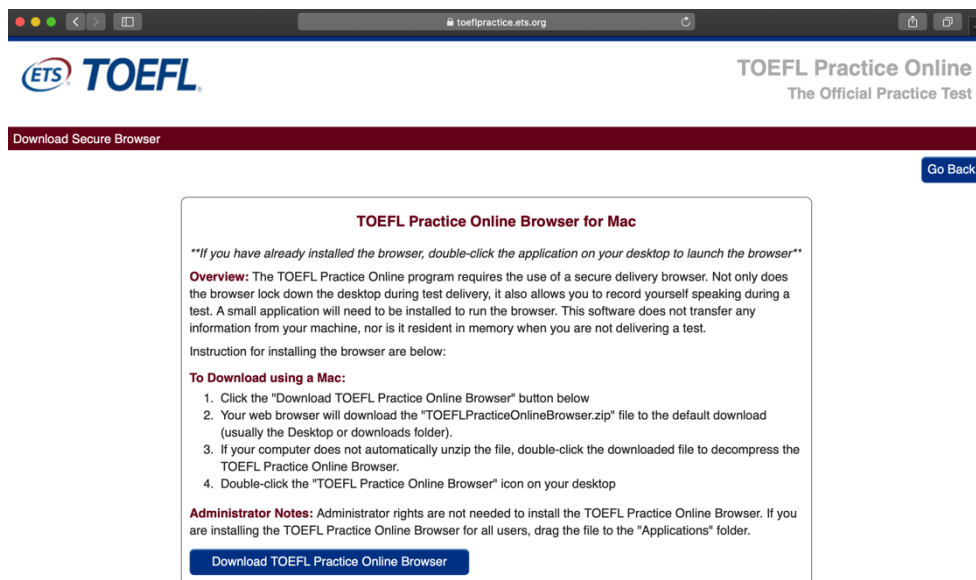 toeflpractice.ets.org
ETS TOEFL
TOEFL Practice Online
The Official Practice Test
Download Secure Browser
Go Back
TOEFL Practice Online Browser for Mac
**If you have already installed the browser, double-click the application on your desktop to launch the browser**
Overview: The TOEFL Practice Online program requires the use of a secure delivery browser. Not only does
the browser lock down the desktop during test delivery, it also allows you to record yourself speaking during a
test. A small application will need to be installed to run the browser. This software does not transfer any
information from your machine, nor is it resident in memory when you are not delivering a test.
Instruction for installing the browser are below:
To Download using a Mac:
1. Click the "Download TOEFL Practice Online Browser" button below
2. Your web browser will download the "TOEFLPracticeOnlineBrowser.zip" file to the default download
(usually the Desktop or downloads folder).
3. If your computer does not automatically unzip the file, double-click the downloaded file to decompress the
TOEFL Practice Online Browser.
4. Double-click the "TOEFL Practice Online Browser" icon on your desktop
Administrator Notes: Administrator rights are not needed to install the TOEFL Practice Online Browser. If you
are installing the TOEFL Practice Online Browser for all users, drag the file to the "Applications" folder.
Download TOEFL Practice Online Browser